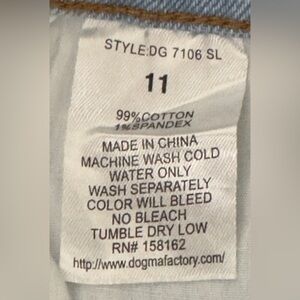 STYLE:DG 7106 SL
11
99%COTTON
1%SPANDEX
MADE IN CHINA
MACHINE WASH COLD
WATER ONLY
WASH SEPARATELY
COLOR WILL BLEED
NO BLEACH
TUMBLE DRY LOW
RN# 158162
http://www.dogmafactory.com/